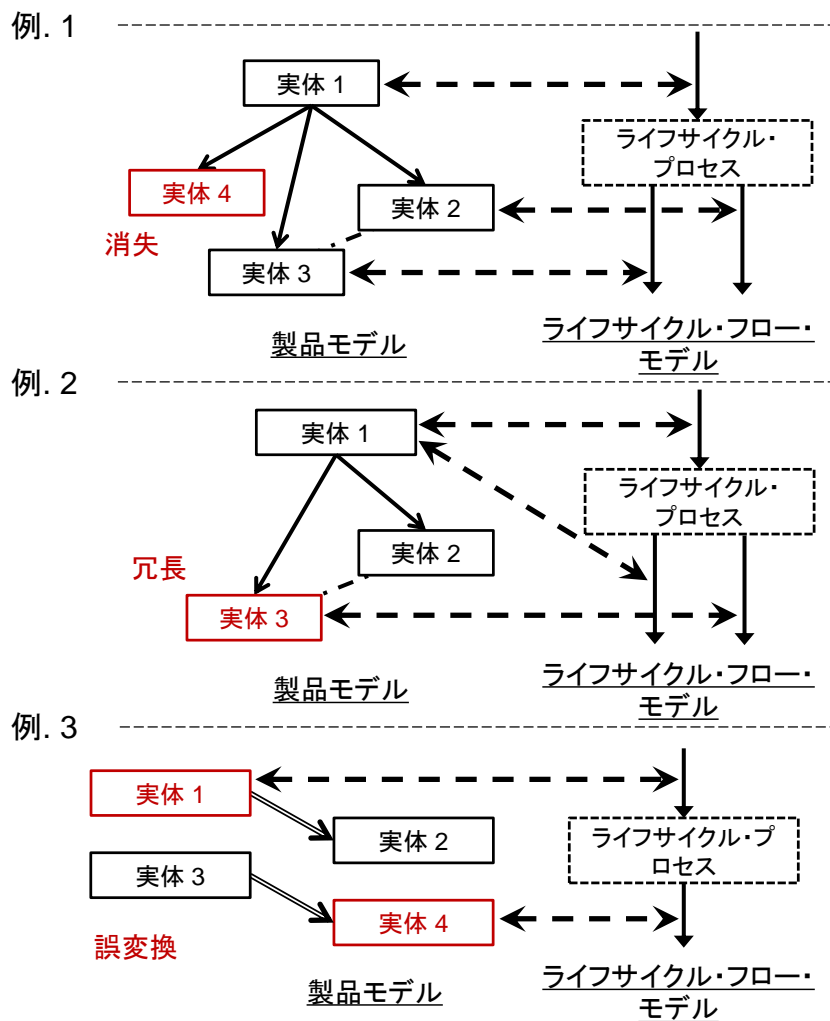 例. 1
実体 1
ライフサイクル・
プロセス
実体 4
実体 2
消失
実体 3
製品モデル
ライフサイクル・フロー・
モデル
例. 2
実体 1
ライフサイクル・
プロセス
実体 2
冗長
実体 3
製品モデル
ライフサイクル・フロー・
モデル
例. 3
実体 1
実体 2
ライフサイクル・プ
ロセス
実体 3
実体 4
誤変換
製品モデル
ライフサイクル・フロー・
モデル